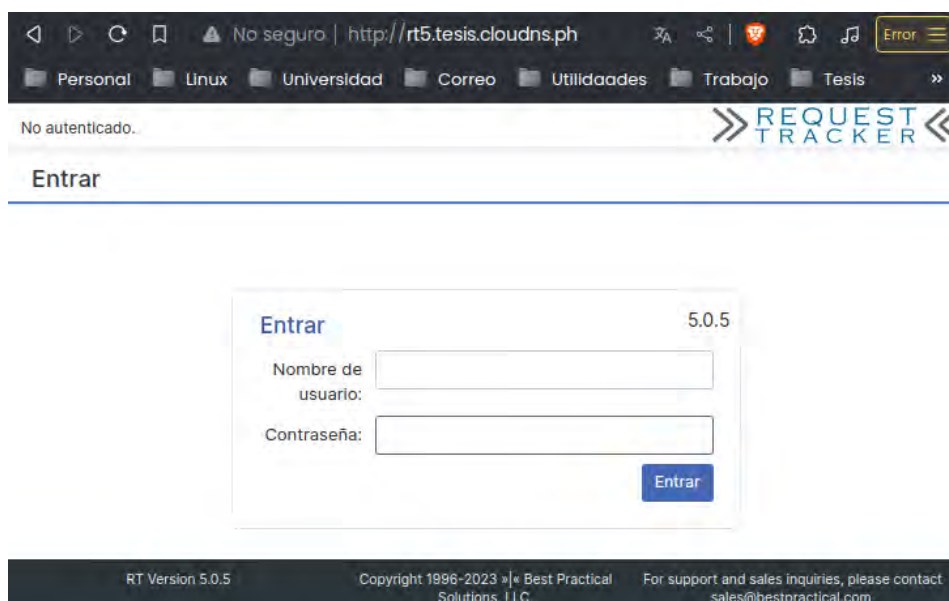 No seguro | http://rt5.tesis.cloudns.ph Error
Personal Linux Universidad Correo Utilidaades Trabajo Tesis »
No autenticado.
REQUEST
TRACKER
Entrar
Entrar 5.0.5
Nombre de
usuario:
Contraseña:
Entrar
RT Version 5.0.5
Copyright 1996-2023 »|« Best Practical
Solutions, LLC
For support and sales inquiries, please contact
sales@bestpractical.com